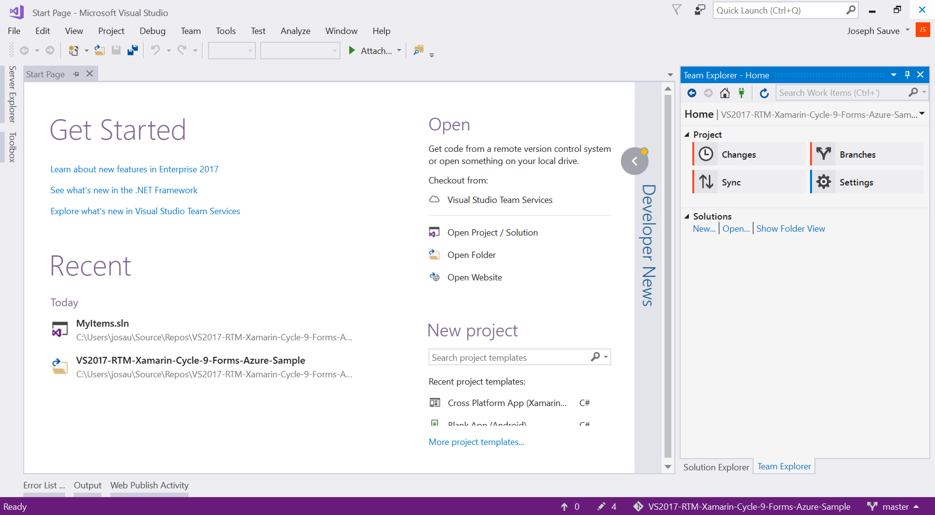 Start Page - Microsoft Visual Studio
Quick Launch (Ctrl+Q)
File Edit View Project Debug Team Tools Test Analyze Window Help
Joseph Sauve
JS
Attach...
Server Explorer
Toolbox
Start Page
Get Started
Learn about new features in Enterprise 2017
See what's new in the .NET Framework
Explore what's new in Visual Studio Team Services
Recent
Today
MyItems.sln
C:\Users\josau\Source\Repos\VS2017-RTM-Xamarin-Cycle-9-Forms-A...
VS2017-RTM-Xamarin-Cycle-9-Forms-Azure-Sample
C:\Users\josau\Source\Repos\VS2017-RTM-Xamarin-Cycle-9-Forms-A...
Open
Get code from a remote version control system
or open something on your local drive.
Checkout from:
Visual Studio Team Services
Open Project / Solution
Open Folder
Open Website
New project
Search project templates
Recent project templates:
Cross Platform App (Xamarin... C#
Blank App (Android) C#
More project templates...
Developer News
Team Explorer - Home
Search Work Items (Ctrl+')
Home | VS2017-RTM-Xamarin-Cycle-9-Forms-Azure-Sam...
Project
Changes
Branches
Sync
Settings
Solutions
New... | Open... | Show Folder View
Solution Explorer Team Explorer
Error List ... Output Web Publish Activity
Ready
0
4
VS2017-RTM-Xamarin-Cycle-9-Forms-Azure-Sample
master